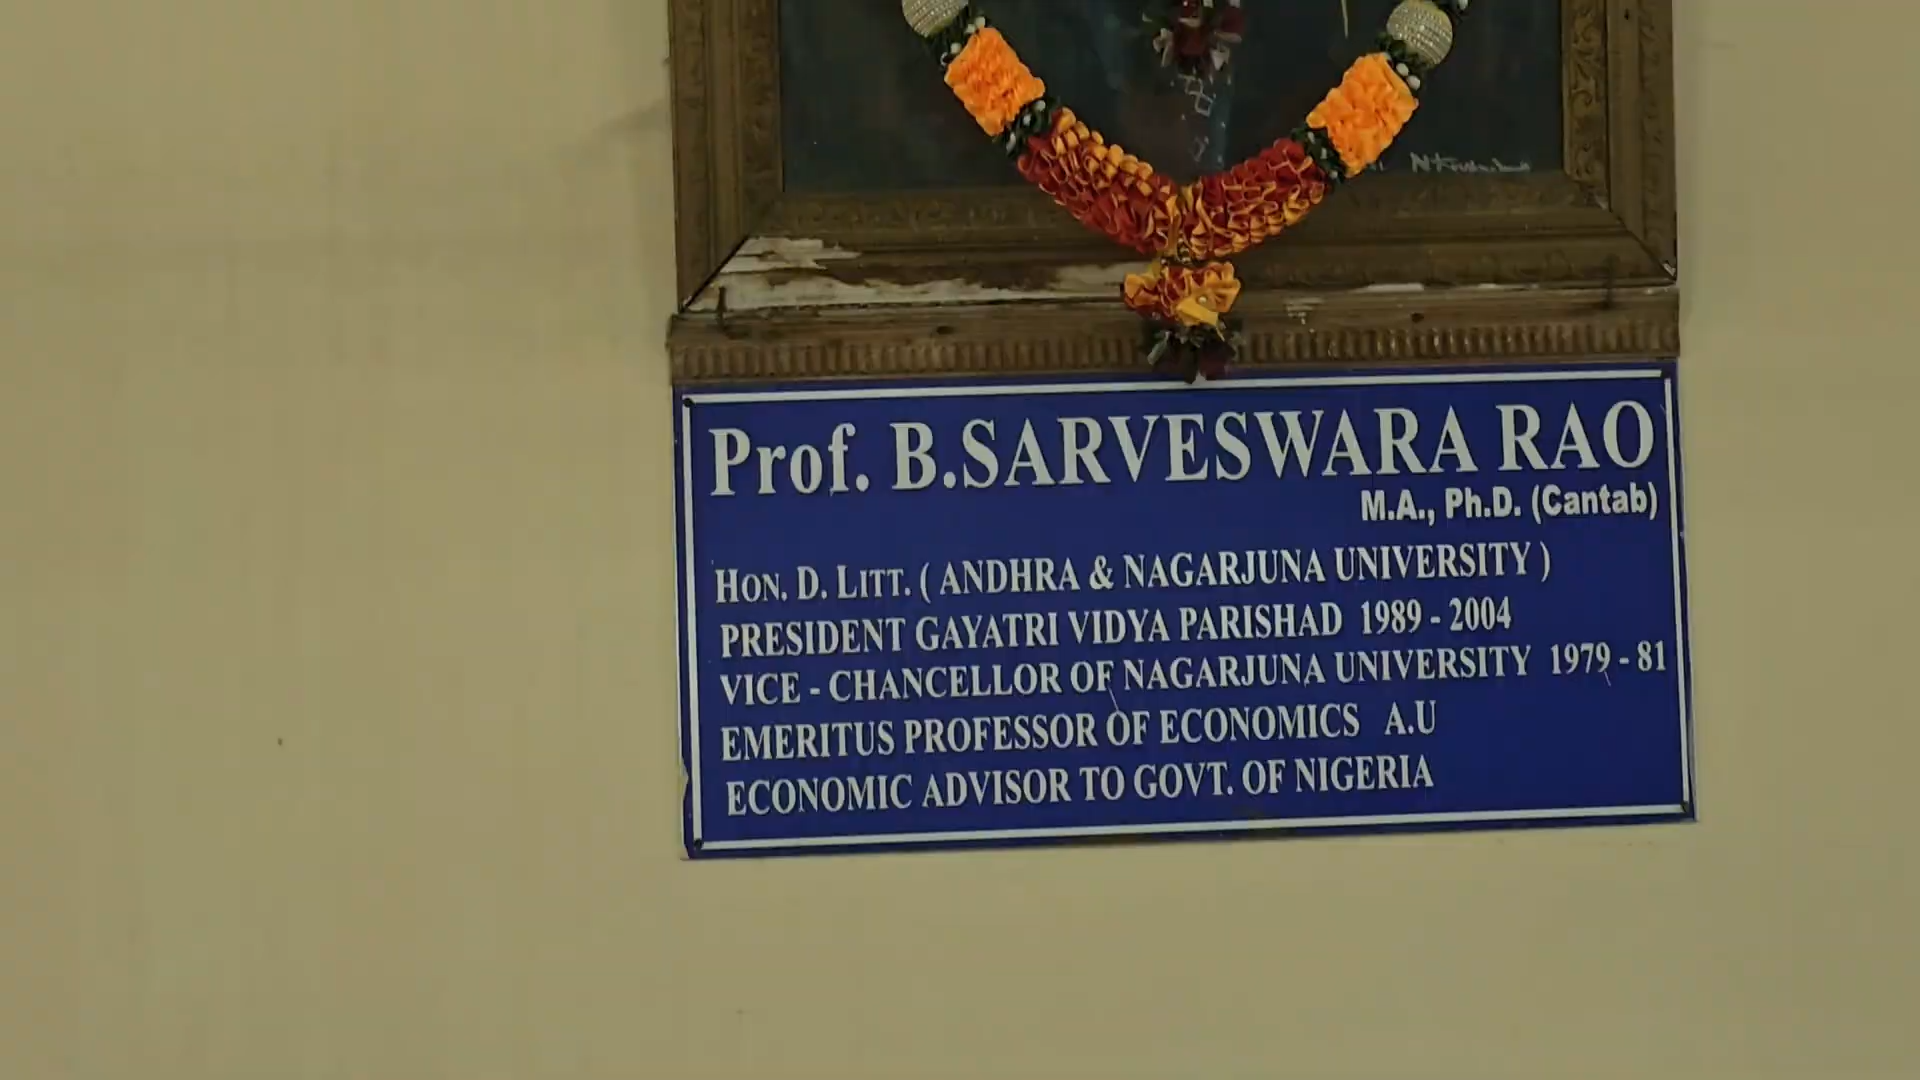 Prof. B.SARVESWARA RAO
M.A., Ph.D. (Cantab)
HON. D. LITT. ( ANDHRA & NAGARJUNA UNIVERSITY )
PRESIDENT GAYATRI VIDYA PARISHAD 1989 - 2004
VICE - CHANCELLOR OF NAGARJUNA UNIVERSITY 1979 - 81
EMERITUS PROFESSOR OF ECONOMICS A.U
ECONOMIC ADVISOR TO GOVT. OF NIGERIA